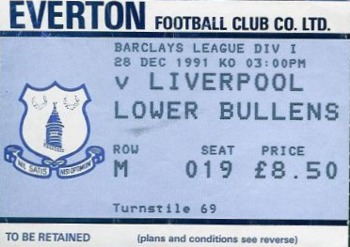 EVERTON FOOTBALL CLUB CO. LTD.
BARCLAYS LEAGUE DIV I
28 DEC 1991 KO 03:00PM
v LIVERPOOL
LOWER BULLENS
ROW SEAT PRICE
M 019 £8.50
NIL SATIS NISI OPTIMUM
Turnstile 69
TO BE RETAINED (plans and conditions see reverse)